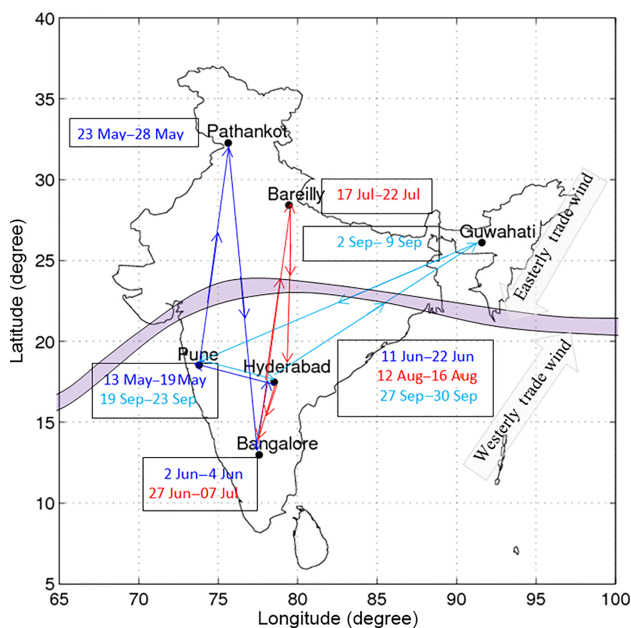 40
35
30
25
20
15
10
5
Latitude (degree)
Pathankot
23 May–28 May
Bareilly
17 Jul–22 Jul
Guwahati
2 Sep– 9 Sep
Easterly trade wind
Pune
13 May–19May
19 Sep–23 Sep
Hyderabad
11 Jun–22 Jun
12 Aug–16 Aug
27 Sep–30 Sep
Westerly trade wind
Bangalore
2 Jun–4 Jun
27 Jun–07 Jul
65 70 75 80 85 90 95 100
Longitude (degree)